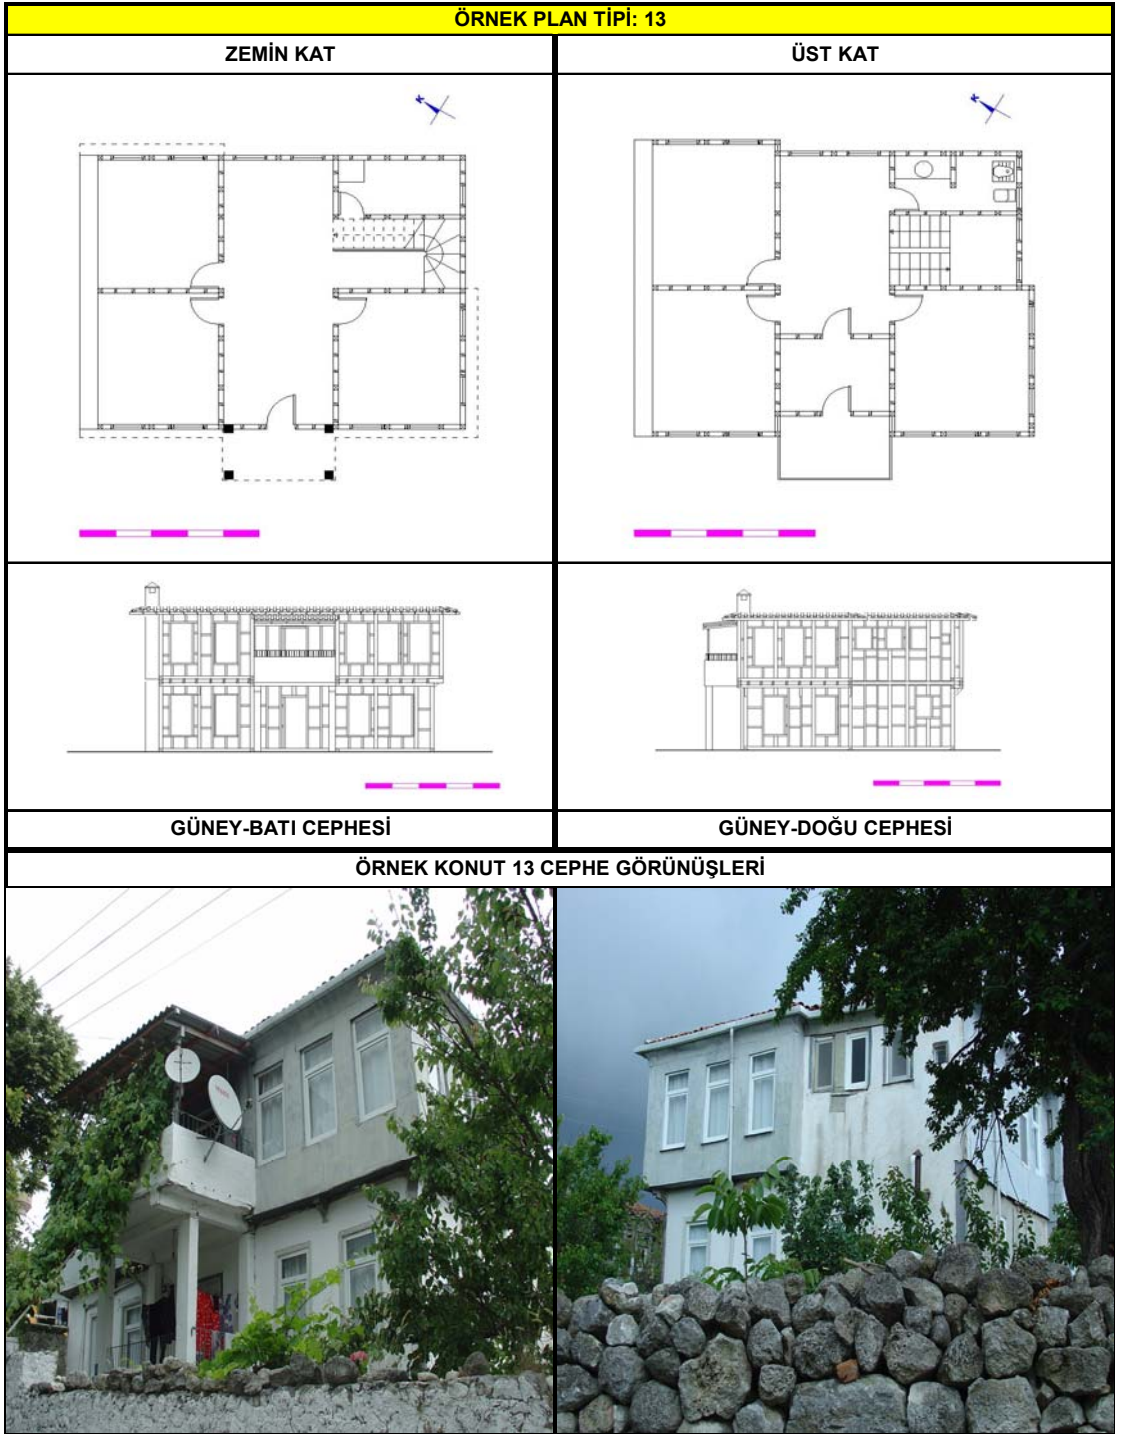 ÖRNEK PLAN TİPİ: 13
ZEMİN KAT
ÜST KAT
K
K
GÜNEY-BATI CEPHESİ
GÜNEY-DOĞU CEPHESİ
ÖRNEK KONUT 13 CEPHE GÖRÜNÜŞLERİ